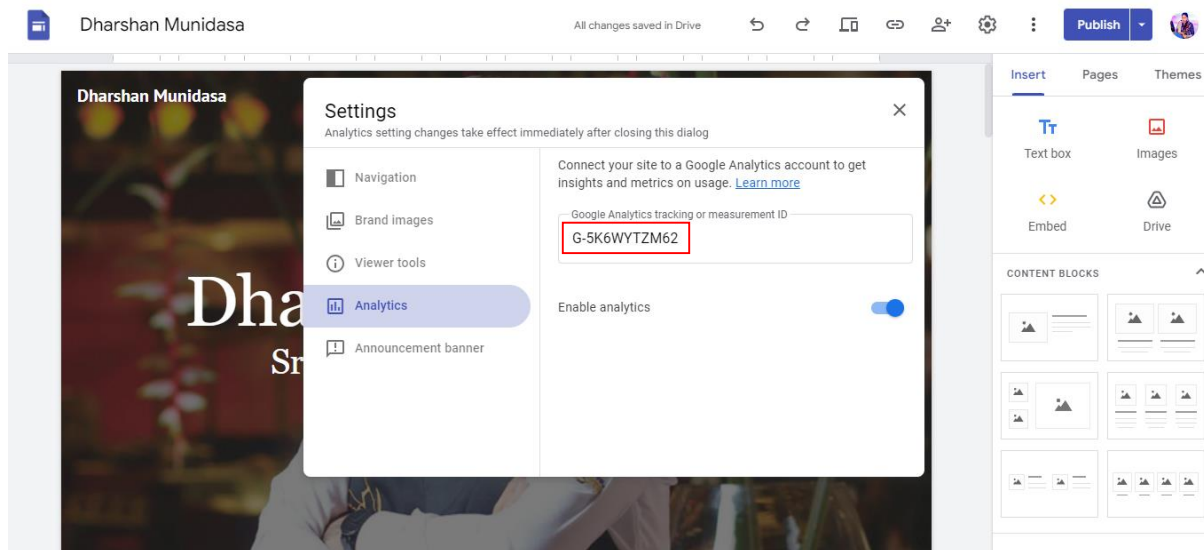 Dharshan Munidasa
All changes saved in Drive
Publish
Dharshan Munidasa
Dha
Sr
Settings
Analytics setting changes take effect immediately after closing this dialog
Navigation
Brand images
Viewer tools
Analytics
Announcement banner
Connect your site to a Google Analytics account to get
insights and metrics on usage. Learn more
Google Analytics tracking or measurement ID
G-5K6WYTZM62
Enable analytics
Insert Pages Themes
Text box Images
Embed Drive
CONTENT BLOCKS